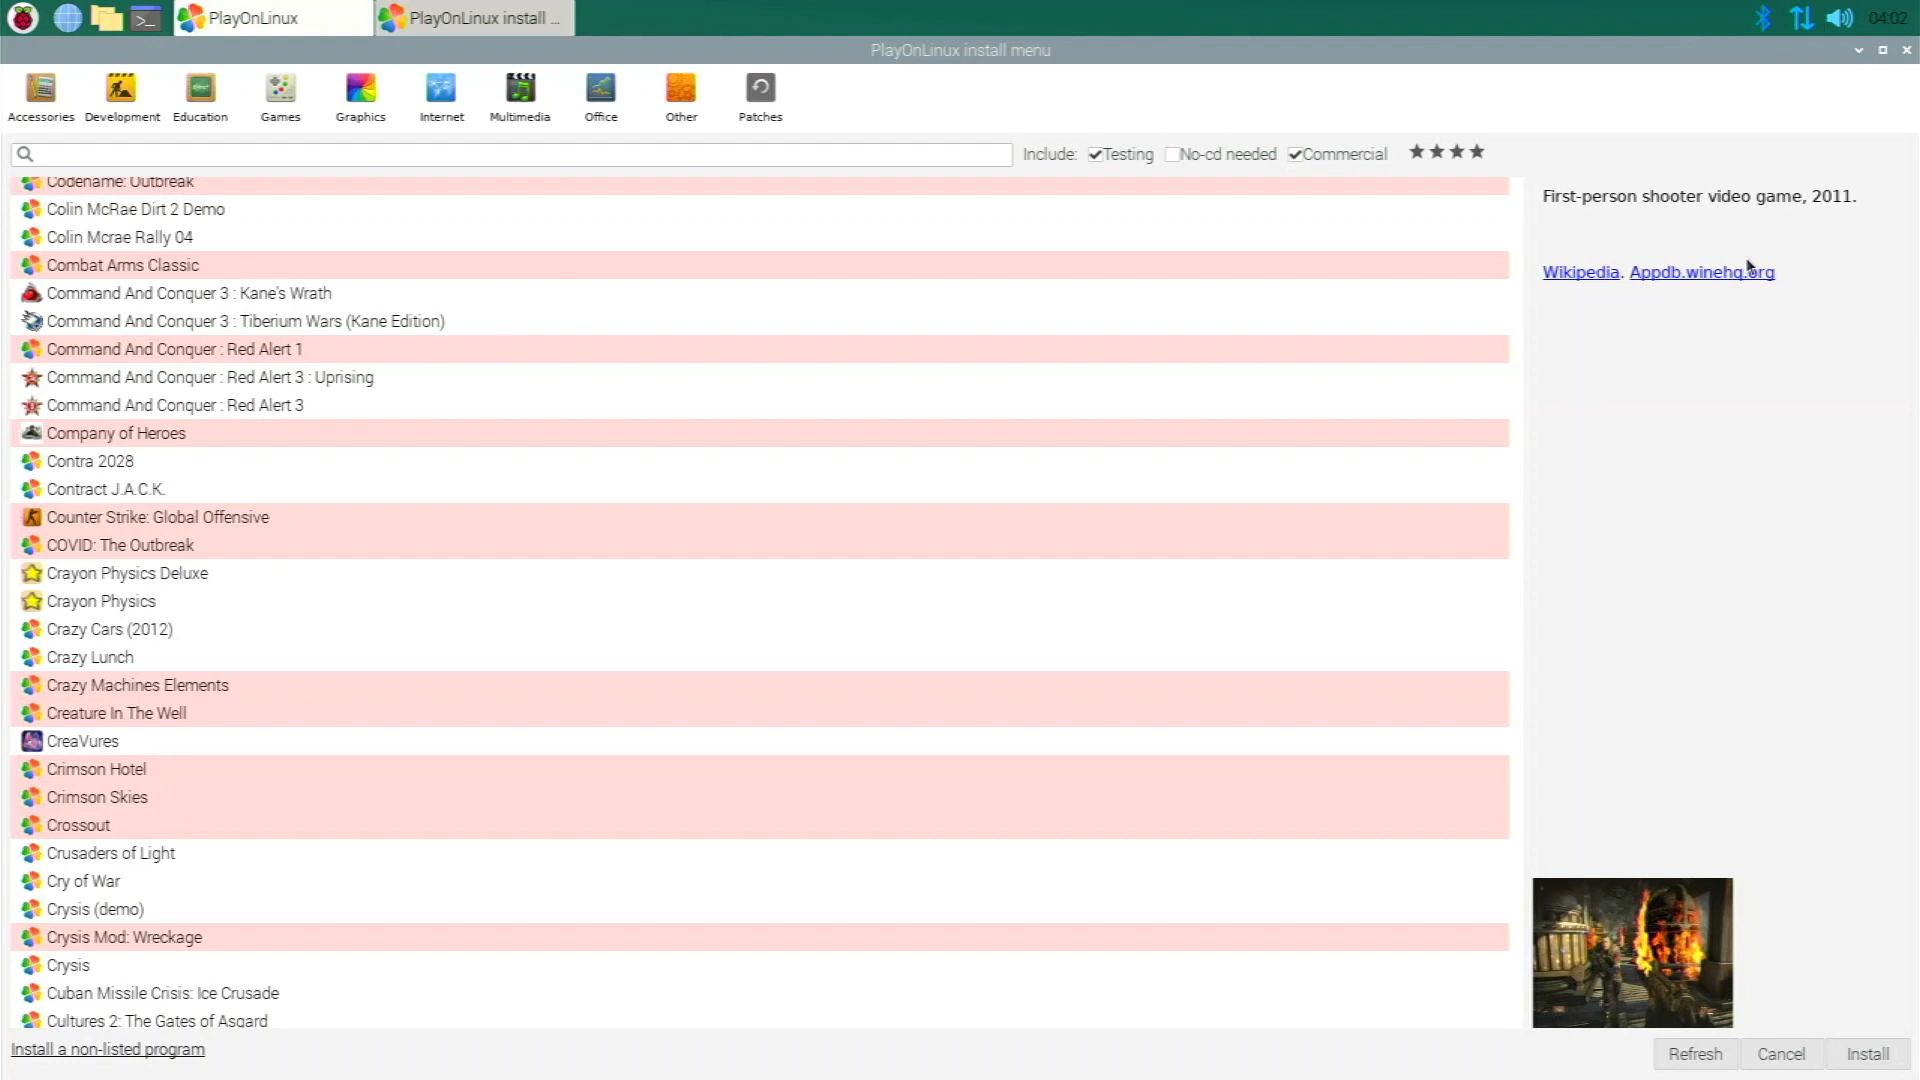 PlayOnLinux
PlayOnLinux install ...
04:02
PlayOnLinux install menu
Accessories
Development
Education
Games
Graphics
Internet
Multimedia
Office
Other
Patches
Include:
Testing
No-cd needed
Commercial
Codename: Outbreak
Colin McRae Dirt 2 Demo
Colin Mcrae Rally 04
Combat Arms Classic
Command And Conquer 3 : Kane's Wrath
Command And Conquer 3 : Tiberium Wars (Kane Edition)
Command And Conquer : Red Alert 1
Command And Conquer : Red Alert 3 : Uprising
Command And Conquer : Red Alert 3
Company of Heroes
Contra 2028
Contract J.A.C.K.
Counter Strike: Global Offensive
COVID: The Outbreak
Crayon Physics Deluxe
Crayon Physics
Crazy Cars (2012)
Crazy Lunch
Crazy Machines Elements
Creature In The Well
CreaVures
Crimson Hotel
Crimson Skies
Crossout
Crusaders of Light
Cry of War
Crysis (demo)
Crysis Mod: Wreckage
Crysis
Cuban Missile Crisis: Ice Crusade
Cultures 2: The Gates of Asgard
First-person shooter video game, 2011.
Wikipedia. Appdb.winehq.org
Install a non-listed program
Refresh
Cancel
Install